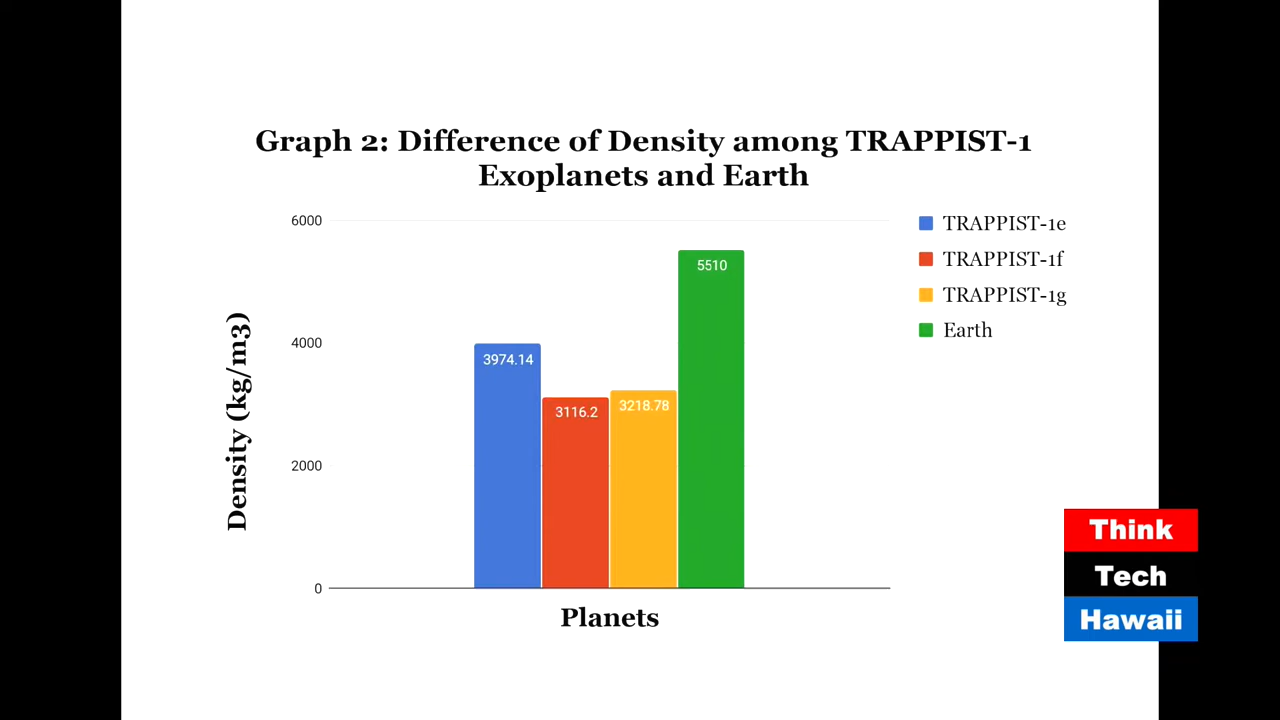 Graph 2: Difference of Density among TRAPPIST-1
Exoplanets and Earth
6000
4000
2000
0
Density (kg/m3)
3974.14
3116.2
3218.78
5510
Planets
TRAPPIST-1e
TRAPPIST-1f
TRAPPIST-1g
Earth
Think
Tech
Hawaii